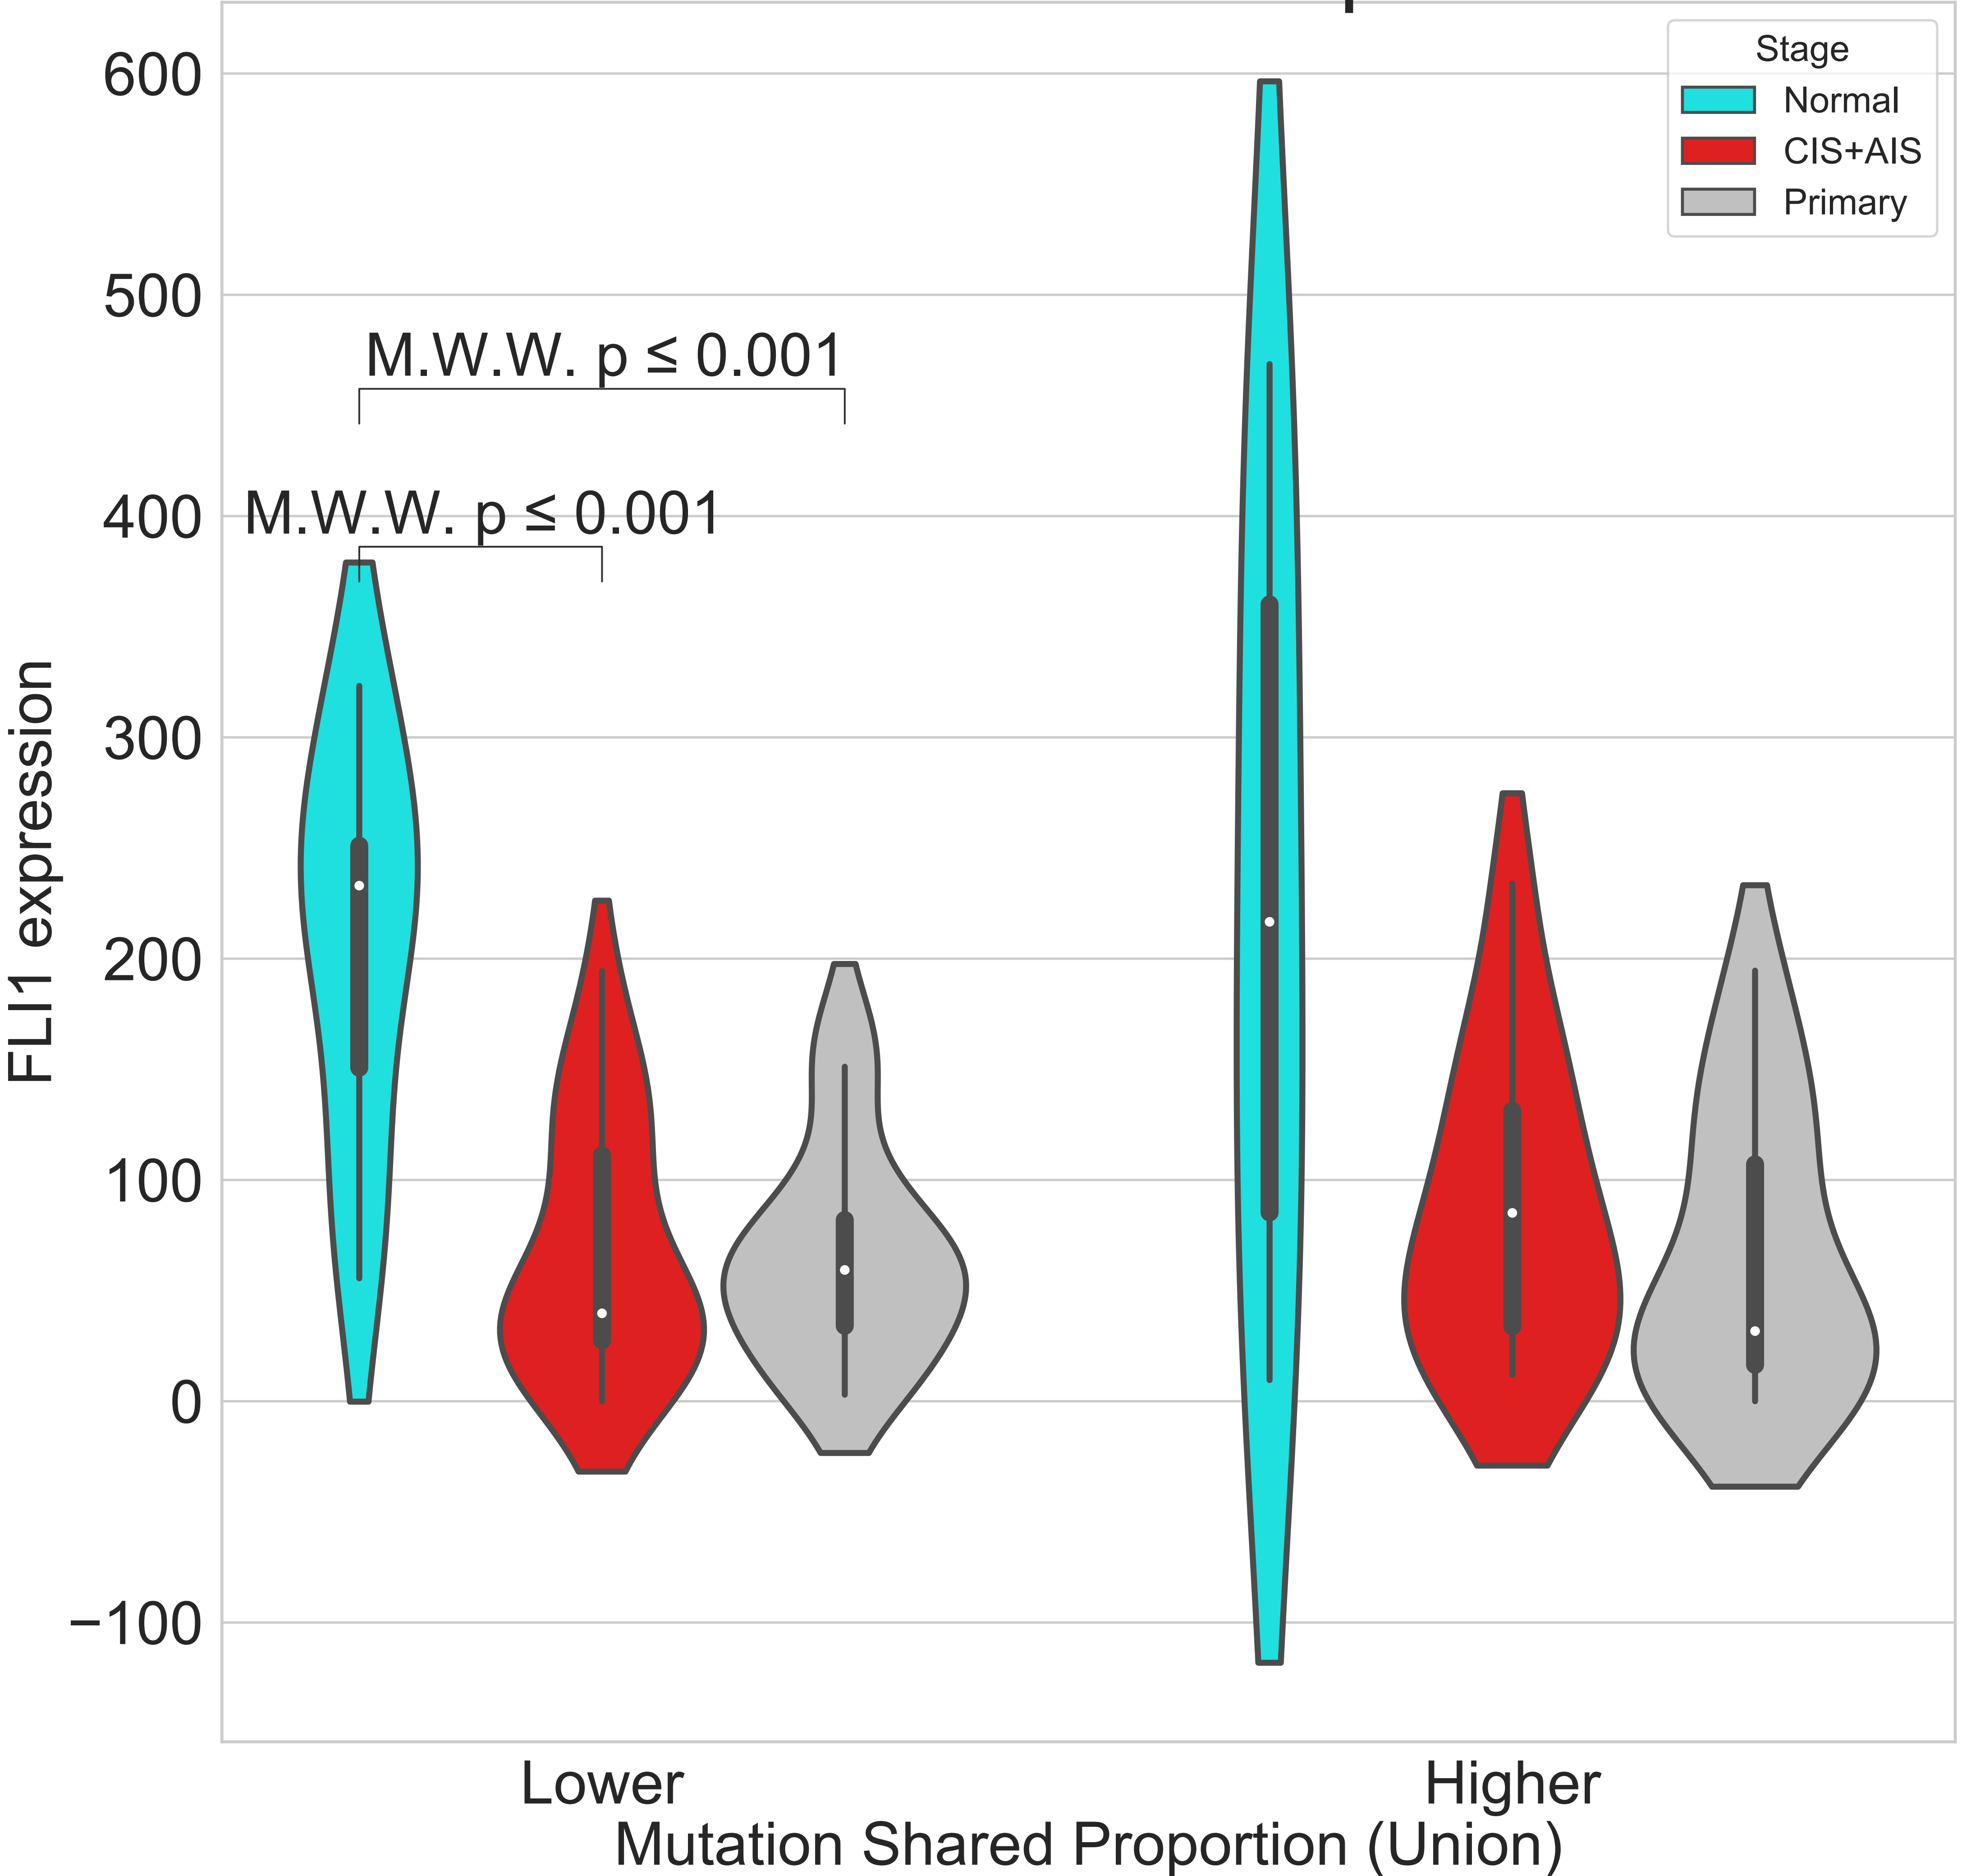 Stage
Normal
CIS+AIS
Primary
600
500
400
300
200
100
0
−100
FLI1 expression
M.W.W. p ≤ 0.001
M.W.W. p ≤ 0.001
Lower
Higher
Mutation Shared Proportion (Union)